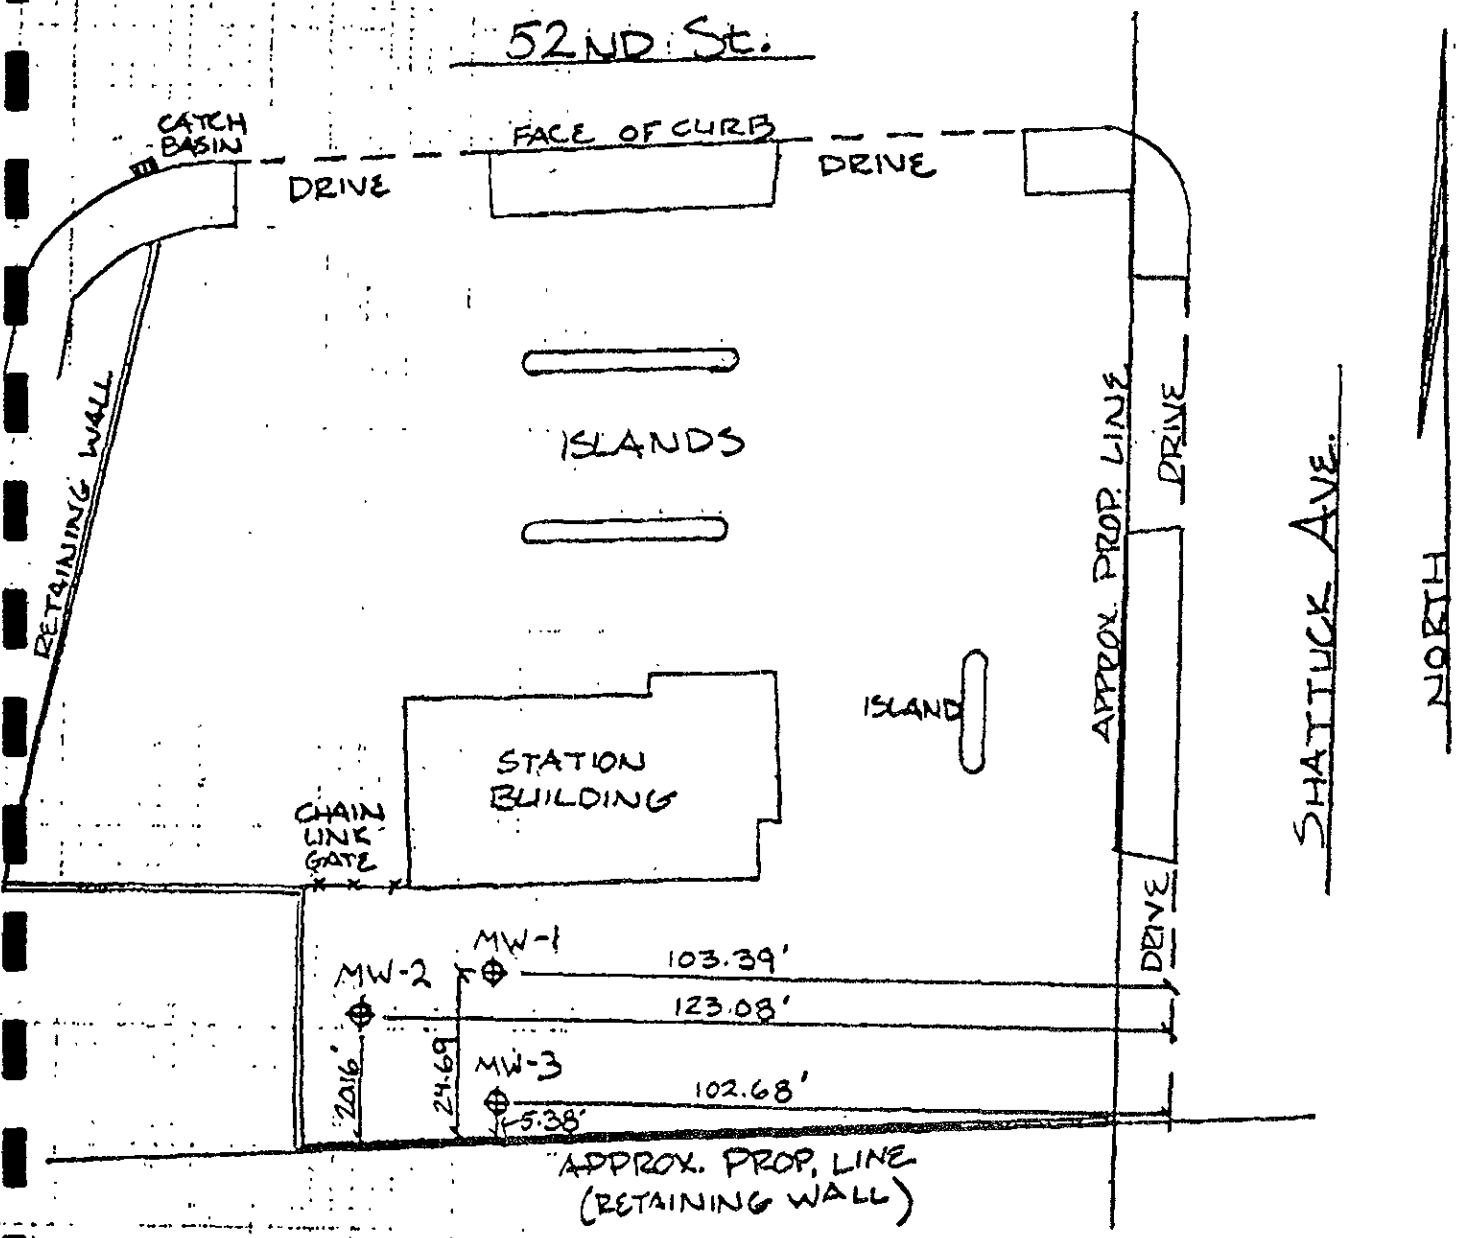 52ND St.
CATCH
BASIN
FACE OF CURB
DRIVE
DRIVE
RETAINING WALL
ISLANDS
APPROX. PROP. LINE
DRIVE
SHATTUCK AVE.
NORTH
ISLAND
STATION
BUILDING
CHAIN
LINK
GATE
DRIVE
MW-1
103.39'
MW-2
123.08'
20.16'
24.69
MW-3
102.68'
5.38'
APPROX. PROP. LINE
(RETAINING WALL)